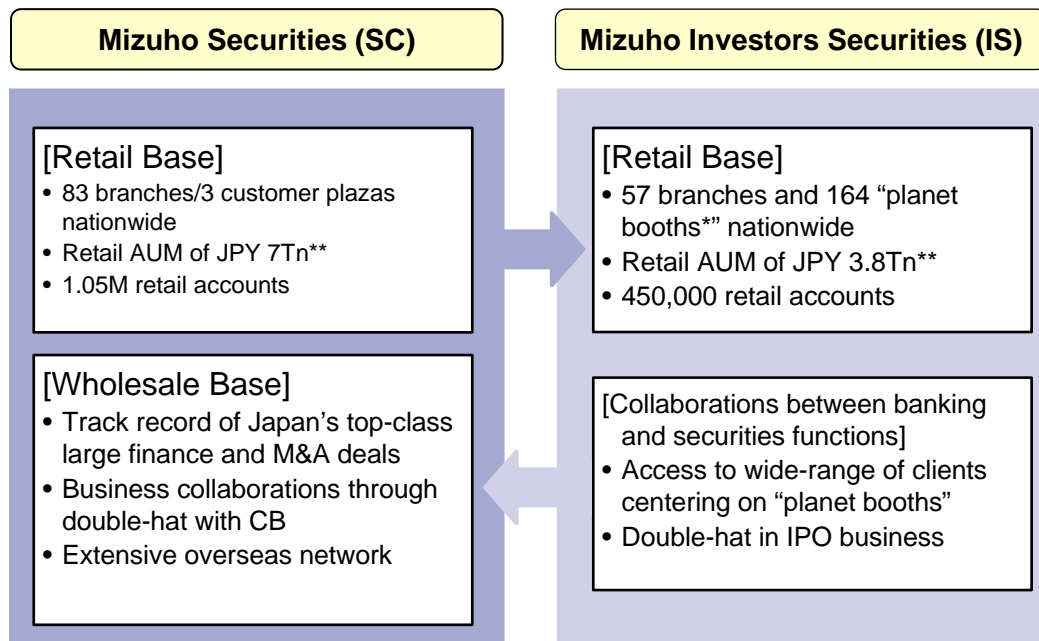 Mizuho Securities (SC)
Mizuho Investors Securities (IS)
[Retail Base]
• 83 branches/3 customer plazas
nationwide
• Retail AUM of JPY 7Tn**
• 1.05M retail accounts
[Wholesale Base]
• Track record of Japan’s top-class
large finance and M&A deals
• Business collaborations through
double-hat with CB
• Extensive overseas network
[Retail Base]
• 57 branches and 164 “planet
booths*” nationwide
• Retail AUM of JPY 3.8Tn**
• 450,000 retail accounts
[Collaborations between banking
and securities functions]
• Access to wide-range of clients
centering on “planet booths”
• Double-hat in IPO business